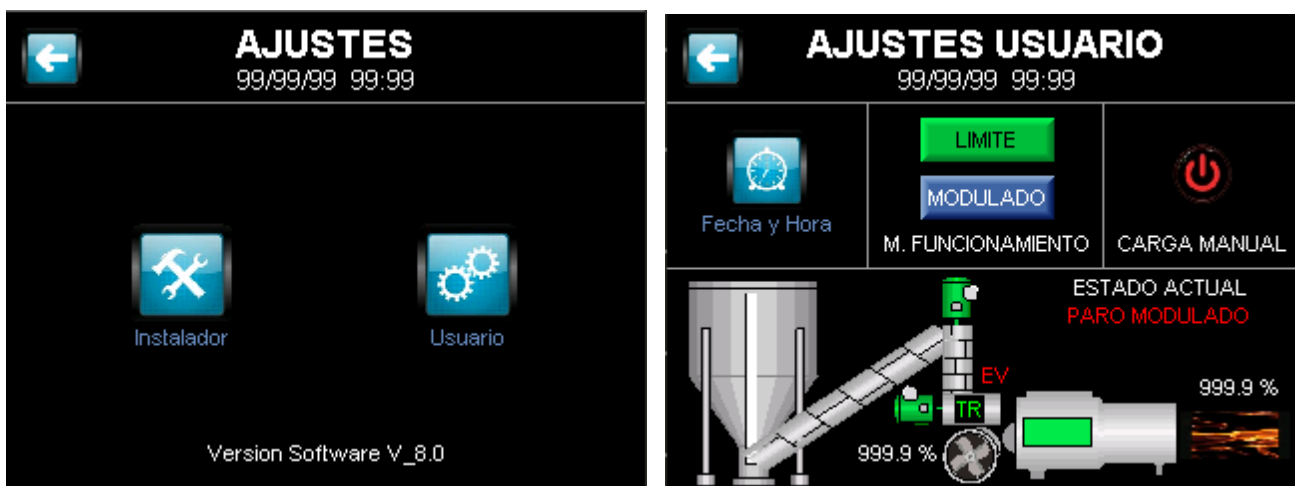 AJUSTES
99/99/99 99:99
Instalador
Usuario
Version Software V_8.0
AJUSTES USUARIO
99/99/99 99:99
Fecha y Hora
LIMITE
MODULADO
M. FUNCIONAMIENTO
CARGA MANUAL
ESTADO ACTUAL
PARO MODULADO
EV
TR
999.9 %
999.9 %